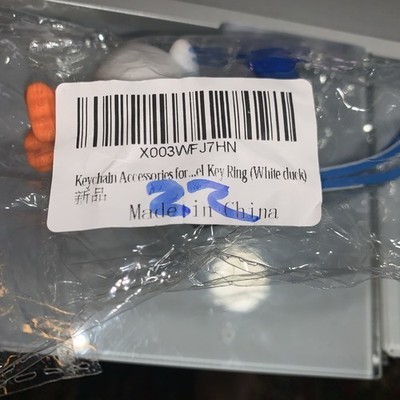 X003WFJ7HN
Keychain Accessories for...el Key Ring (White duck)
新品
22
Made in China